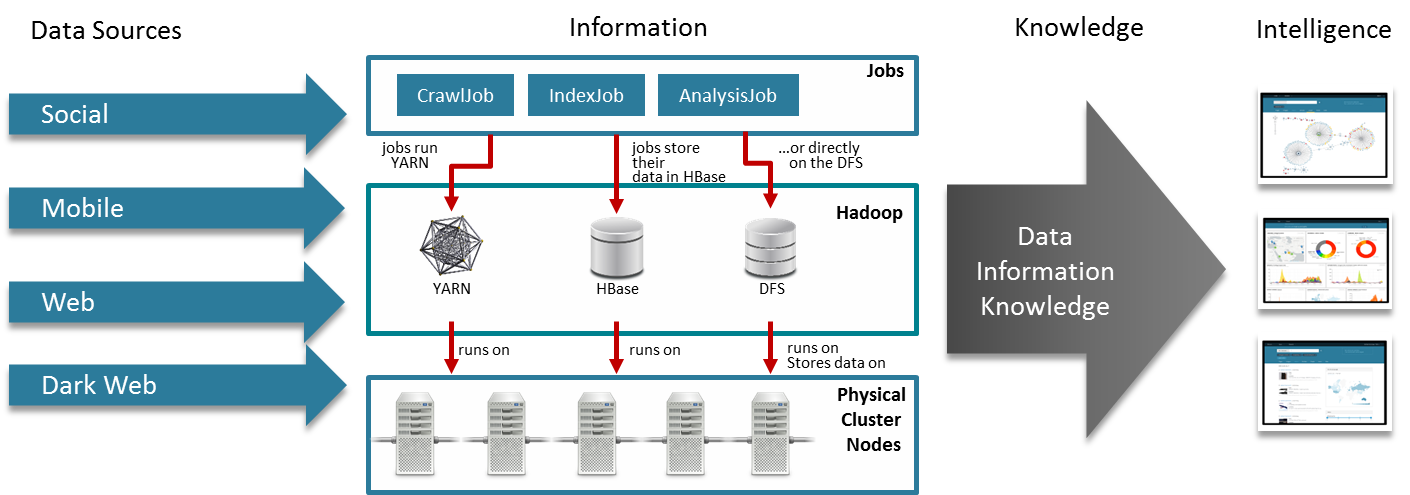 Data Sources
Information
Knowledge
Intelligence
Social
Mobile
Web
Dark Web
Jobs
CrawlJob
IndexJob
AnalysisJob
jobs run
YARN
jobs store
their
data in HBase
...or directly
on the DFS
Hadoop
YARN
HBase
DFS
runs on
runs on
runs on
Stores data on
Physical
Cluster
Nodes
Data
Information
Knowledge